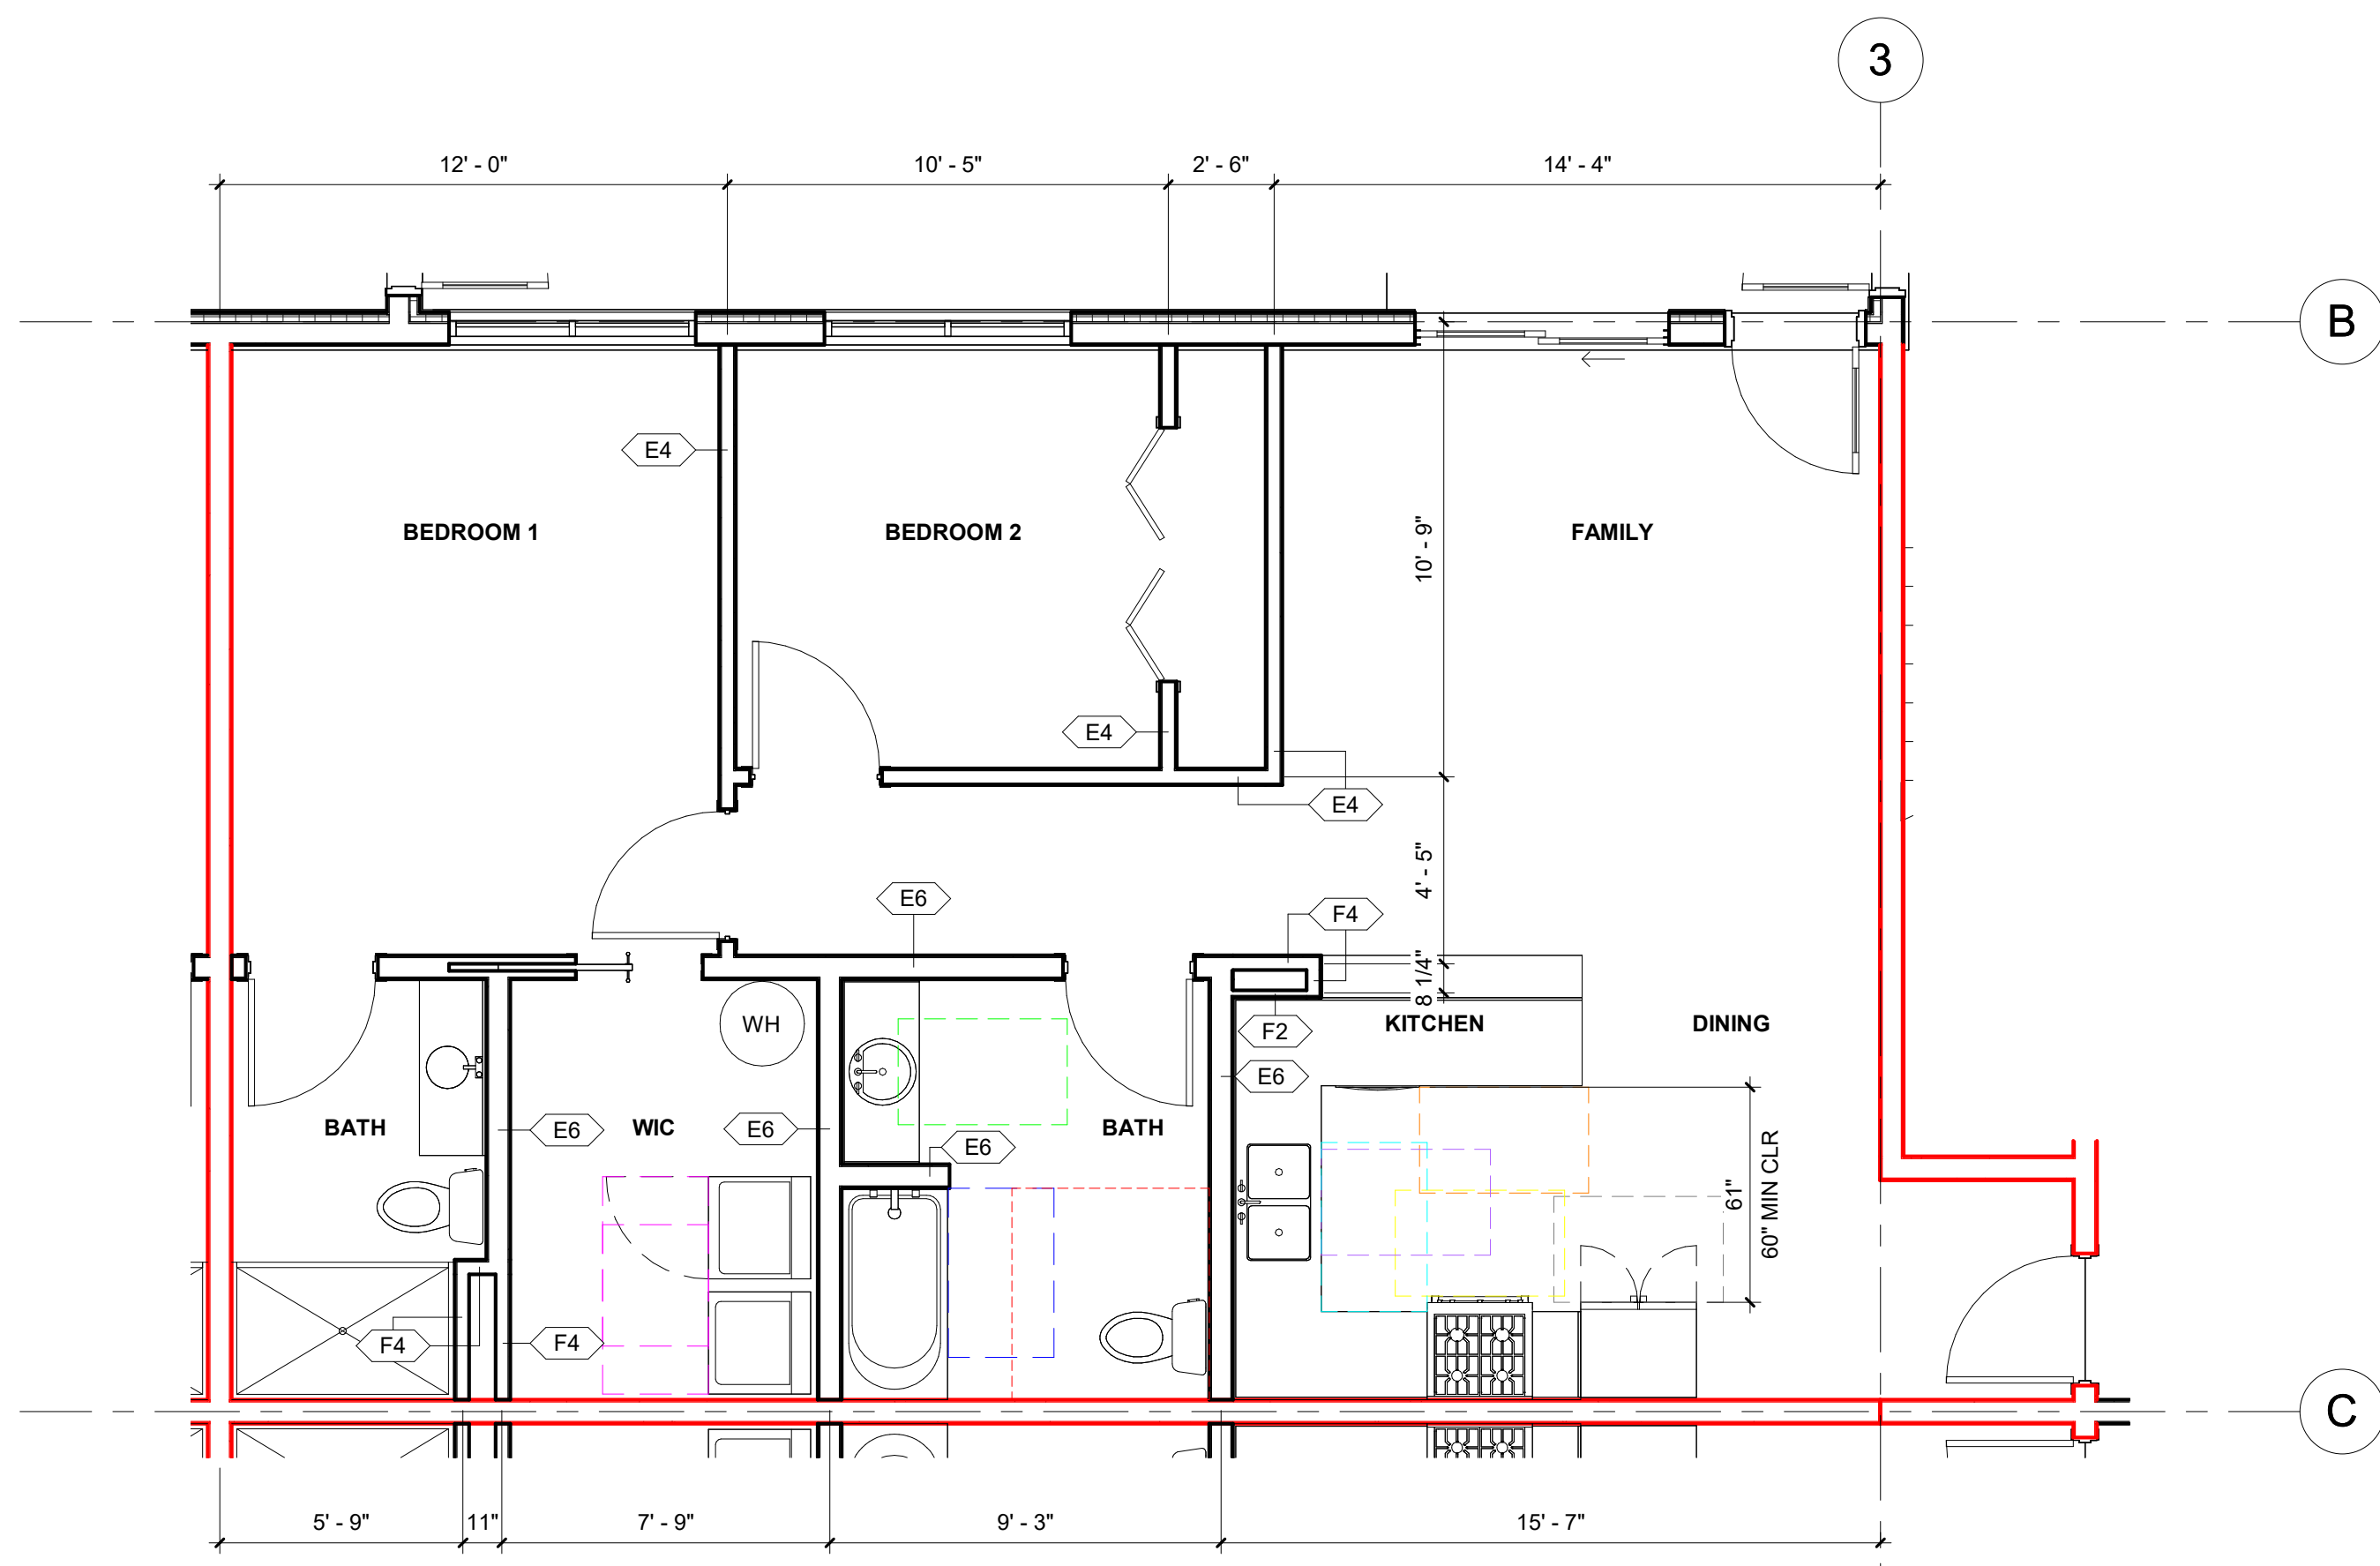 3
12' - 0"
10' - 5"
2' - 6"
14' - 4"
B
E4
BEDROOM 1
BEDROOM 2
10' - 9"
FAMILY
E4
E4
4' - 5"
E6
F4
8 1/4"
WH
F2
KITCHEN
DINING
E6
BATH
E6
WIC
E6
E6
BATH
61"
60" MIN CLR
F4
F4
C
5' - 9"
11"
7' - 9"
9' - 3"
15' - 7"